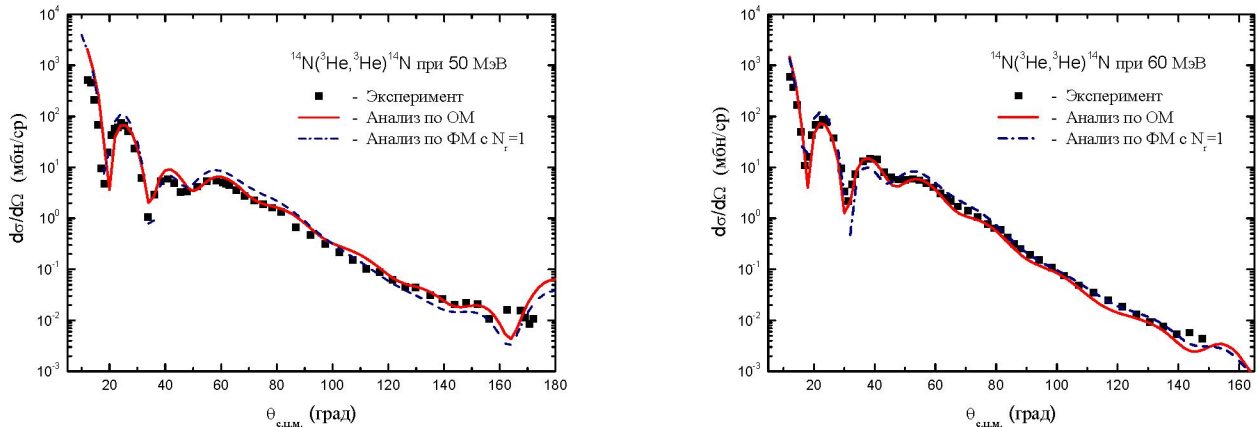 ¹⁴N(³He,³He)¹⁴N при 50 МэВ
- Эксперимент
- Анализ по ОМ
- Анализ по ФМ с Nᵣ=1
dσ/dΩ (мбн/ср)
10⁴
10³
10²
10¹
10⁰
10⁻¹
10⁻²
10⁻³
20 40 60 80 100 120 140 160 180
θс.ц.м. (град)
¹⁴N(³He,³He)¹⁴N при 60 МэВ
- Эксперимент
- Анализ по ОМ
- Анализ по ФМ с Nᵣ=1
dσ/dΩ (мбн/ср)
10⁴
10³
10²
10¹
10⁰
10⁻¹
10⁻²
10⁻³
20 40 60 80 100 120 140 160
θс.ц.м. (град)